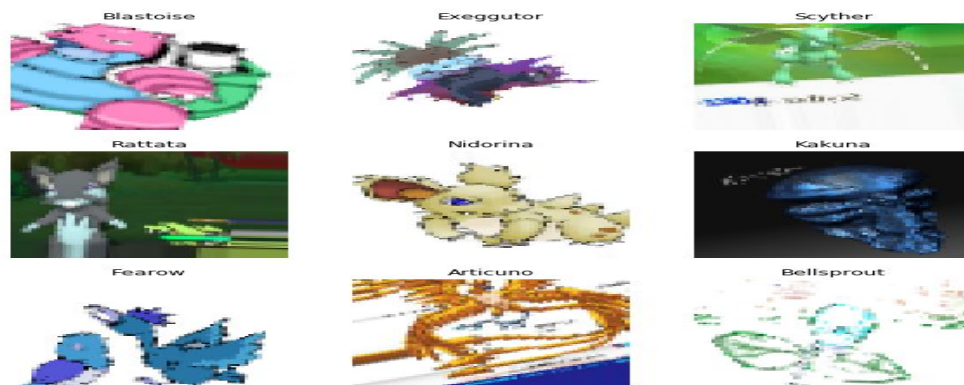 Blastoise
Exeggutor
Scyther
Rattata
Nidorina
Kakuna
Fearow
Articuno
Bellsprout